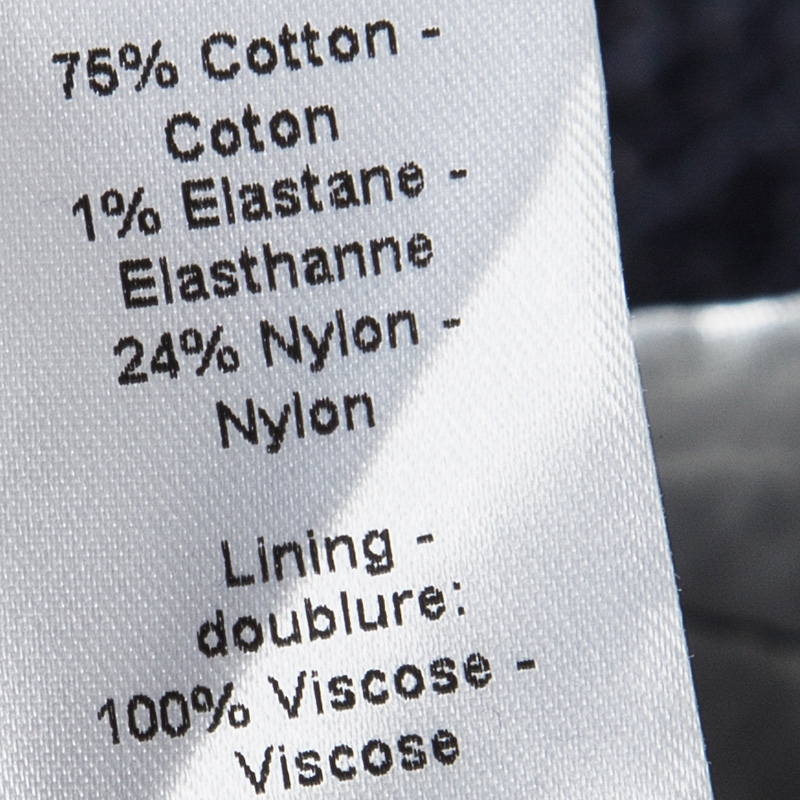 75% Cotton -
Coton
1% Elastane -
Elasthanne
24% Nylon -
Nylon
Lining -
doublure:
100% Viscose -
Viscose